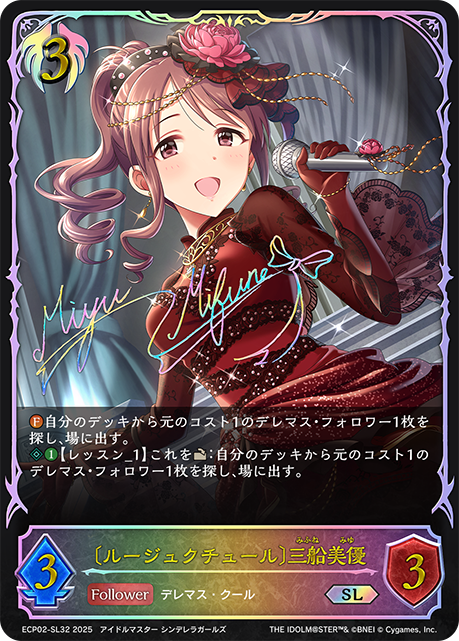 3
Miyu Mifune
Ⓕ自分のデッキから元のコスト1のデレマス・フォロワー1枚を
探し、場に出す。
1【レッスン_1】これを:自分のデッキから元のコスト1の
デレマス・フォロワー1枚を探し、場に出す。
みふね みゆ
〔ルージュクチュール〕三船美優
3
Follower デレマス・クール SL
3
ECP02-SL32 2025 アイドルマスター シンデレラガールズ THE IDOLM@STER™& ©BNEI © Cygames, Inc.